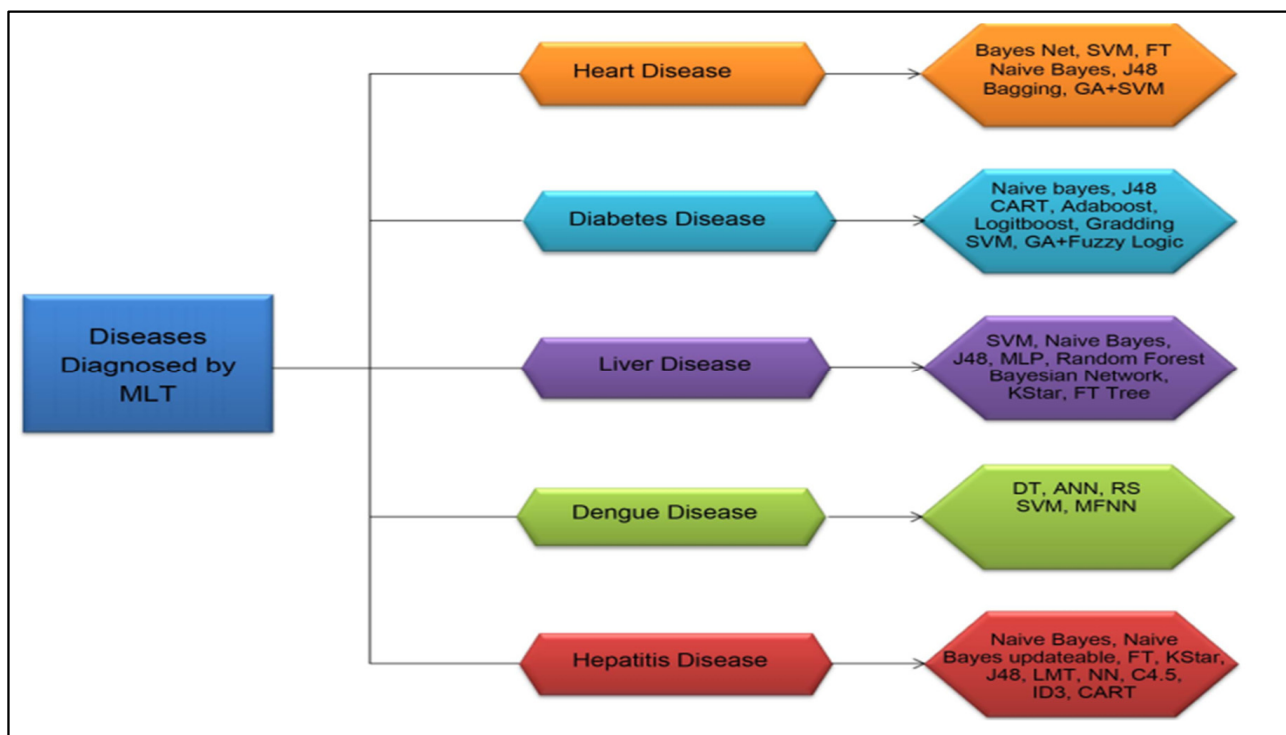 Diseases
Diagnosed by
MLT
Heart Disease
Bayes Net, SVM, FT
Naive Bayes, J48
Bagging, GA+SVM
Diabetes Disease
Naive bayes, J48
CART, Adaboost,
Logitboost, Gradding
SVM, GA+Fuzzy Logic
Liver Disease
SVM, Naive Bayes,
J48, MLP, Random Forest
Bayesian Network,
KStar, FT Tree
Dengue Disease
DT, ANN, RS
SVM, MFNN
Hepatitis Disease
Naive Bayes, Naive
Bayes updateable, FT, KStar,
J48, LMT, NN, C4.5,
ID3, CART